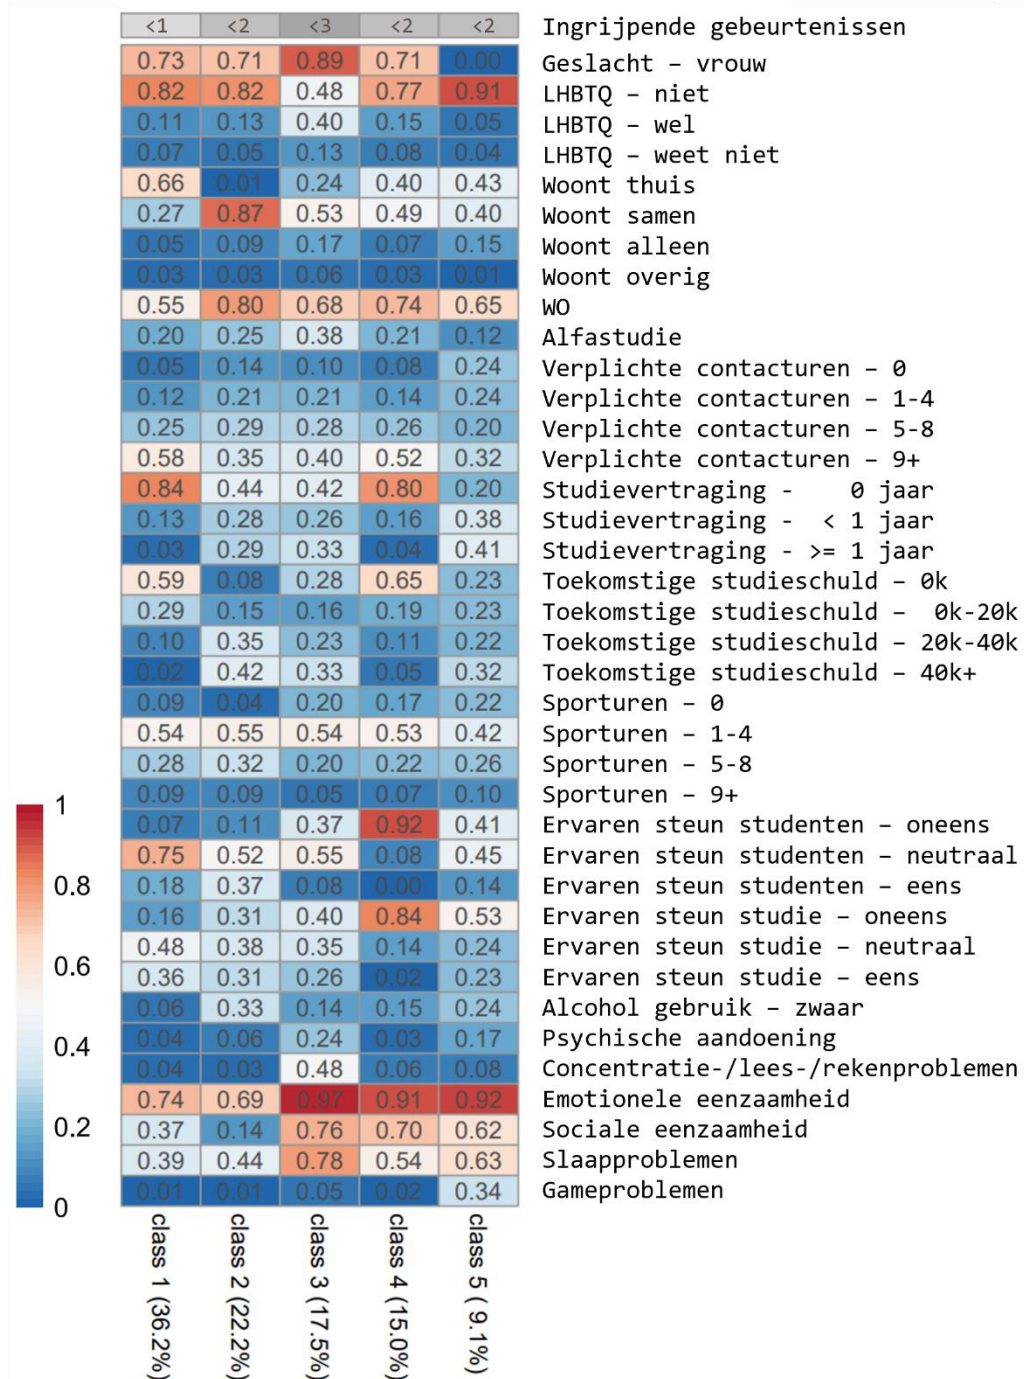 <1 <2 <3 <2 <2 Ingrijpende gebeurtenissen
0.73 0.71 0.89 0.71 0.00 Geslacht – vrouw
0.82 0.82 0.48 0.77 0.91 LHBTQ – niet
0.11 0.13 0.40 0.15 0.05 LHBTQ – wel
0.07 0.05 0.13 0.08 0.04 LHBTQ – weet niet
0.66 0.01 0.24 0.40 0.43 Woont thuis
0.27 0.87 0.53 0.49 0.40 Woont samen
0.05 0.09 0.17 0.07 0.15 Woont alleen
0.03 0.03 0.06 0.03 0.01 Woont overig
0.55 0.80 0.68 0.74 0.65 WO
0.20 0.25 0.38 0.21 0.12 Alfastudie
0.05 0.14 0.10 0.08 0.24 Verplichte contacturen – 0
0.12 0.21 0.21 0.14 0.24 Verplichte contacturen – 1-4
0.25 0.29 0.28 0.26 0.20 Verplichte contacturen – 5-8
0.58 0.35 0.40 0.52 0.32 Verplichte contacturen – 9+
0.84 0.44 0.42 0.80 0.20 Studievertraging - 0 jaar
0.13 0.28 0.26 0.16 0.38 Studievertraging - < 1 jaar
0.03 0.29 0.33 0.04 0.41 Studievertraging - >= 1 jaar
0.59 0.08 0.28 0.65 0.23 Toekomstige studieschuld – 0k
0.29 0.15 0.16 0.19 0.23 Toekomstige studieschuld – 0k-20k
0.10 0.35 0.23 0.11 0.22 Toekomstige studieschuld – 20k-40k
0.02 0.42 0.33 0.05 0.32 Toekomstige studieschuld – 40k+
0.09 0.04 0.20 0.17 0.22 Sporturen – 0
0.54 0.55 0.54 0.53 0.42 Sporturen – 1-4
0.28 0.32 0.20 0.22 0.26 Sporturen – 5-8
0.09 0.09 0.05 0.07 0.10 Sporturen – 9+
0.07 0.11 0.37 0.92 0.41 Ervaren steun studenten – oneens
0.75 0.52 0.55 0.08 0.45 Ervaren steun studenten – neutraal
0.18 0.37 0.08 0.00 0.14 Ervaren steun studenten – eens
0.16 0.31 0.40 0.84 0.53 Ervaren steun studie – oneens
0.48 0.38 0.35 0.14 0.24 Ervaren steun studie – neutraal
0.36 0.31 0.26 0.02 0.23 Ervaren steun studie – eens
0.06 0.33 0.14 0.15 0.24 Alcohol gebruik – zwaar
0.04 0.06 0.24 0.03 0.17 Psychische aandoening
0.04 0.03 0.48 0.06 0.08 Concentratie-/lees-/rekenproblemen
0.74 0.69 0.97 0.91 0.92 Emotionele eenzaamheid
0.37 0.14 0.76 0.70 0.62 Sociale eenzaamheid
0.39 0.44 0.78 0.54 0.63 Slaapproblemen
0.01 0.01 0.05 0.02 0.34 Gameproblemen
1
0.8
0.6
0.4
0.2
0
class 1 (36.2%)
class 2 (22.2%)
class 3 (17.5%)
class 4 (15.0%)
class 5 ( 9.1%)